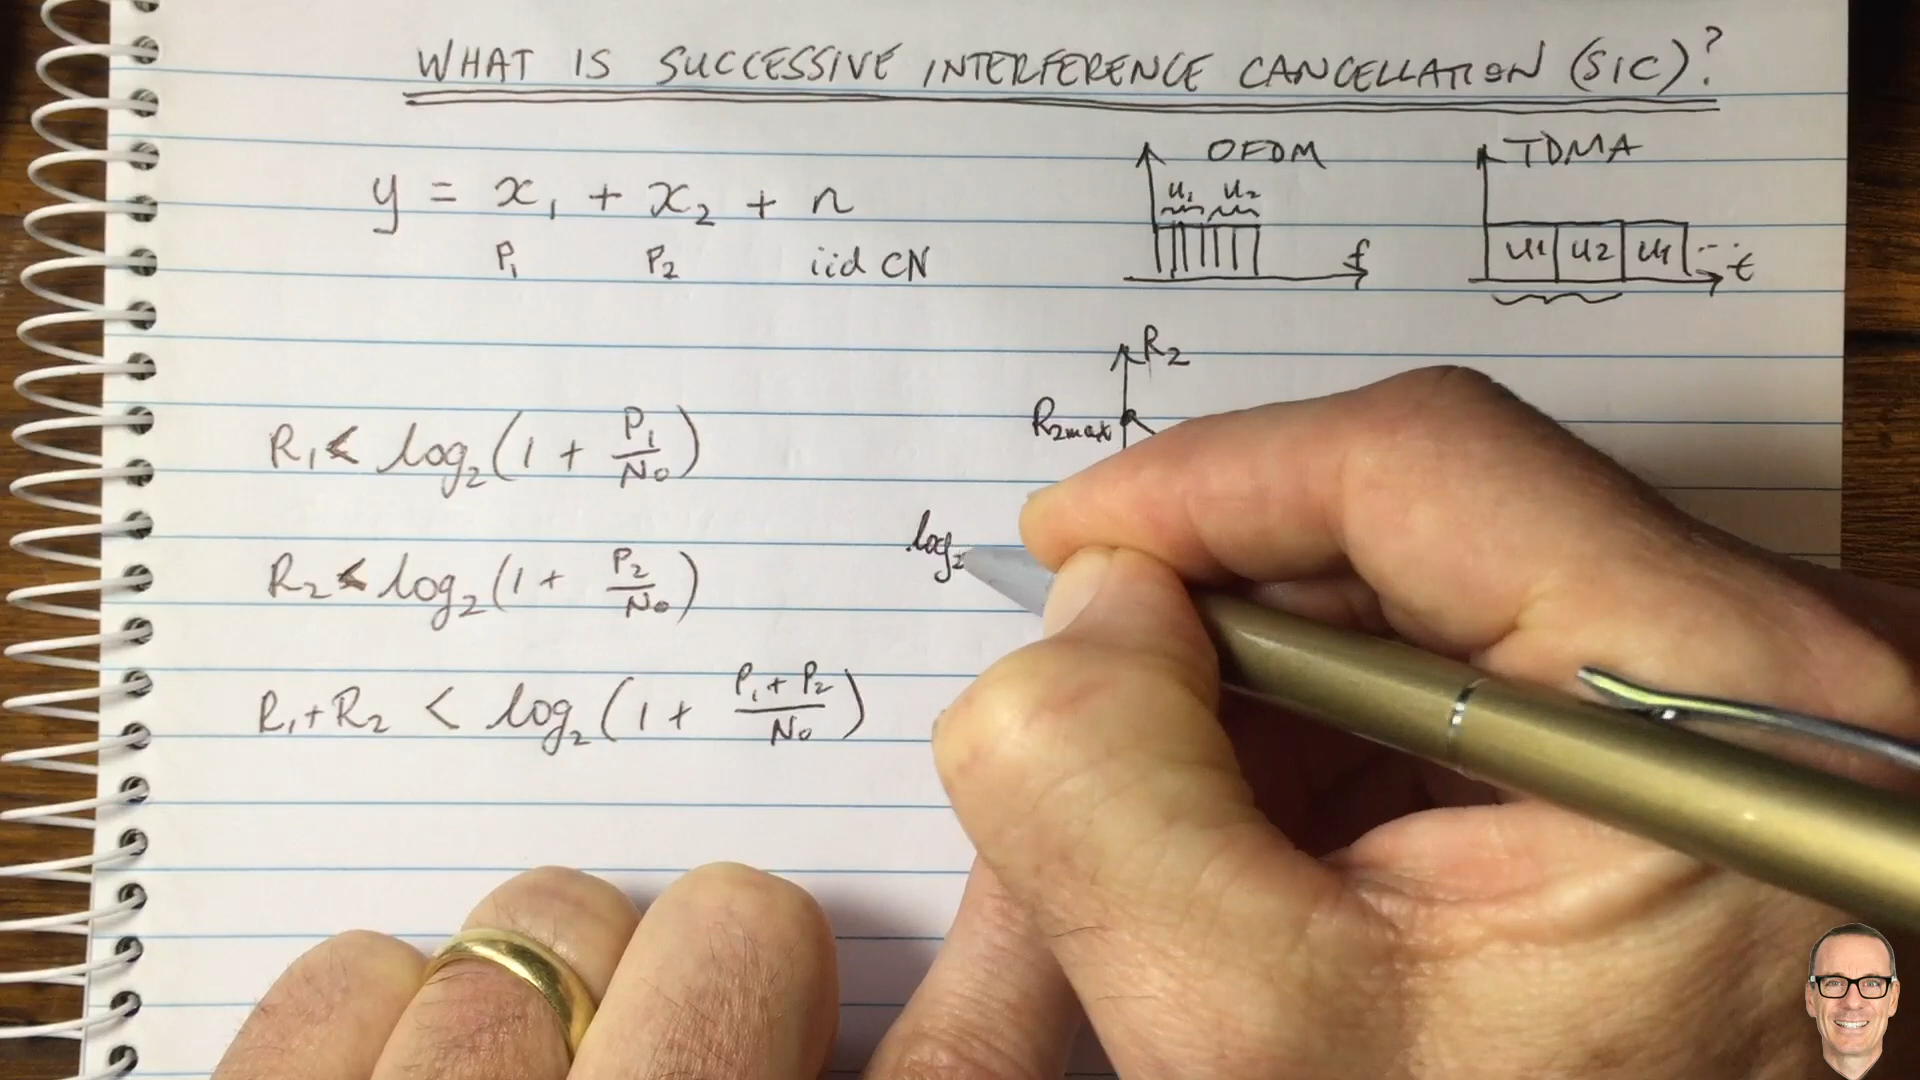 WHAT IS SUCCESSIVE INTERFERENCE CANCELLATION (SIC)?
y = x₁ + x₂ + n
P₁ P₂ iid CN
OFDM
u₁ u₂
f
TDMA
u1 u2 u1 ...
t
R₂
R₂max
R₁ < log₂(1 + P₁/N₀)
log₂
R₂ < log₂(1 + P₂/N₀)
R₁+R₂ < log₂(1 + (P₁+P₂)/N₀)